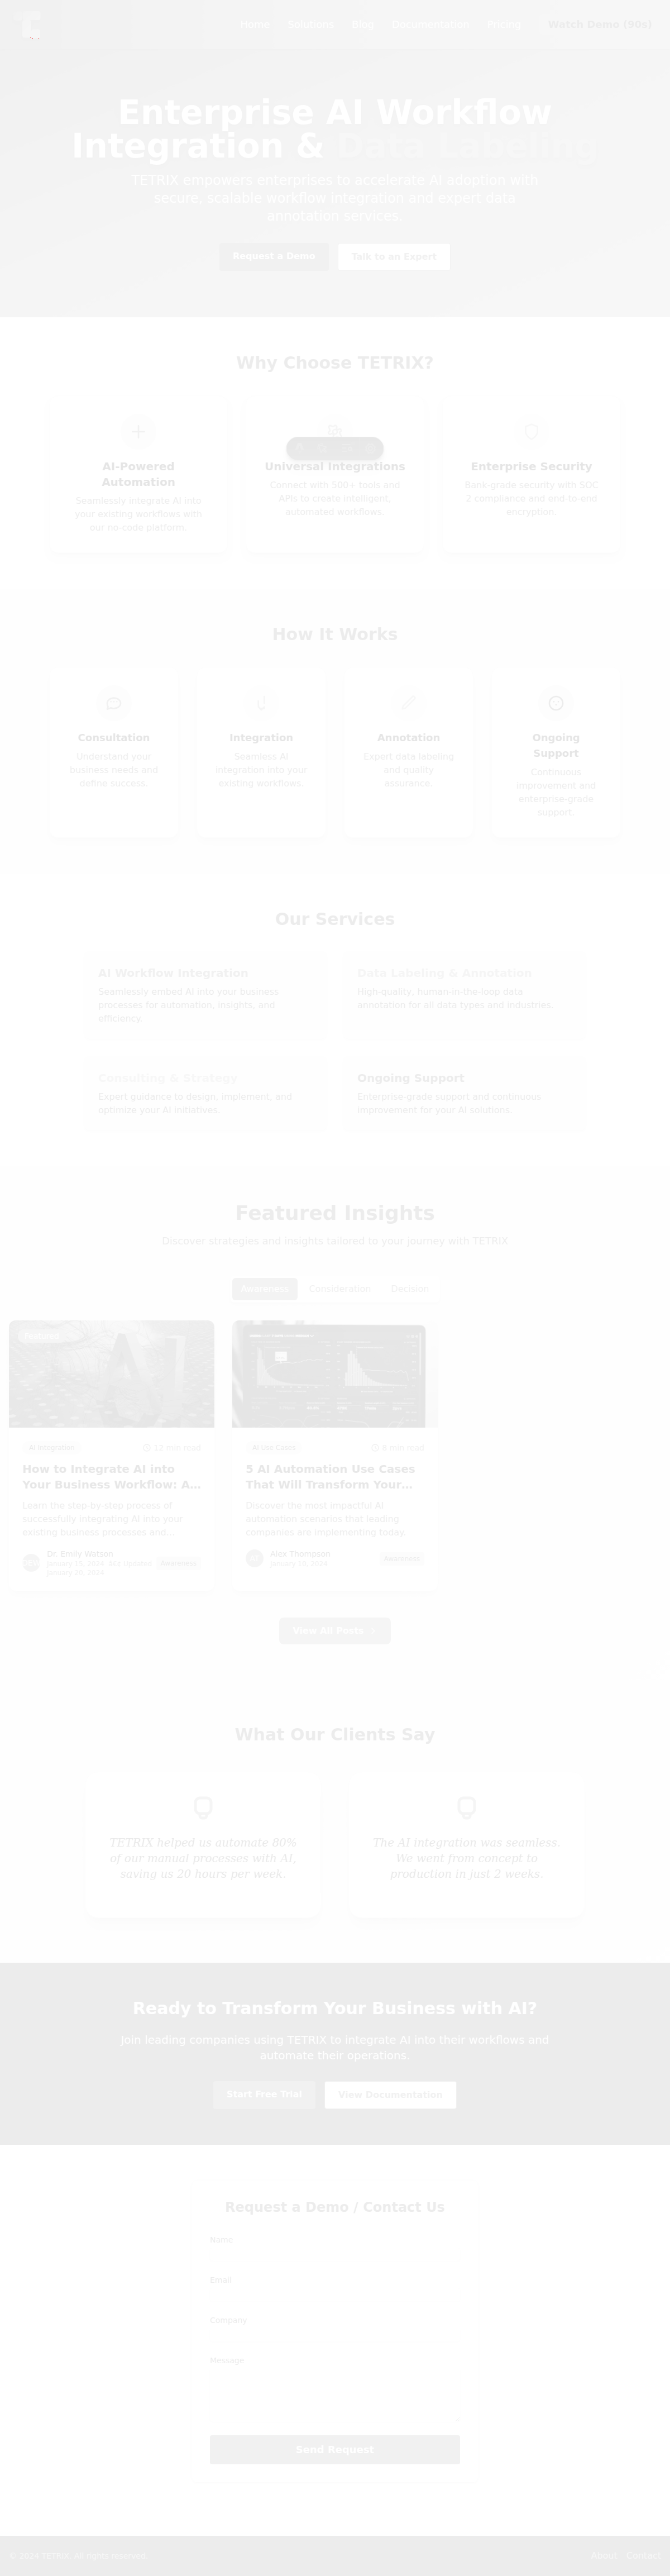 Home Solutions Blog Documentation Pricing Watch Demo (90s)
Enterprise AI Workflow
Integration & Data Labeling
TETRIX empowers enterprises to accelerate AI adoption with
secure, scalable workflow integration and expert data
annotation services.
Request a Demo Talk to an Expert
Why Choose TETRIX?
AI-Powered
Automation
Seamlessly integrate AI into
your existing workflows with
our no-code platform.
Universal Integrations
Connect with 500+ tools and
APIs to create intelligent,
automated workflows.
Enterprise Security
Bank-grade security with SOC
2 compliance and end-to-end
encryption.
How It Works
Consultation
Understand your
business needs and
define success.
Integration
Seamless AI
integration into your
existing workflows.
Annotation
Expert data labeling
and quality
assurance.
Ongoing
Support
Continuous
improvement and
enterprise-grade
support.
Our Services
AI Workflow Integration
Seamlessly embed AI into your business
processes for automation, insights, and
efficiency.
Data Labeling & Annotation
High-quality, human-in-the-loop data
annotation for all data types and industries.
Consulting & Strategy
Expert guidance to design, implement, and
optimize your AI initiatives.
Ongoing Support
Enterprise-grade support and continuous
improvement for your AI solutions.
Featured Insights
Discover strategies and insights tailored to your journey with TETRIX
Awareness Consideration Decision
Featured
AI Integration 12 min read
How to Integrate AI into
Your Business Workflow: A...
Learn the step-by-step process of
successfully integrating AI into your
existing business processes and...
Dr. Emily Watson
Awareness
AI Use Cases 8 min read
5 AI Automation Use Cases
That Will Transform Your...
Discover the most impactful AI
automation scenarios that leading
companies are implementing today.
Alex Thompson
January 10, 2024
Awareness
View All Posts
What Our Clients Say
TETRIX helped us automate 80%
of our manual processes with AI,
saving us 20 hours per week.
The AI integration was seamless.
We went from concept to
production in just 2 weeks.
Ready to Transform Your Business with AI?
Join leading companies using TETRIX to integrate AI into their workflows and
automate their operations.
Start Free Trial View Documentation
Request a Demo / Contact Us
Name
Email
Company
Message
Send Request
© 2024 TETRIX. All rights reserved.
About Contact